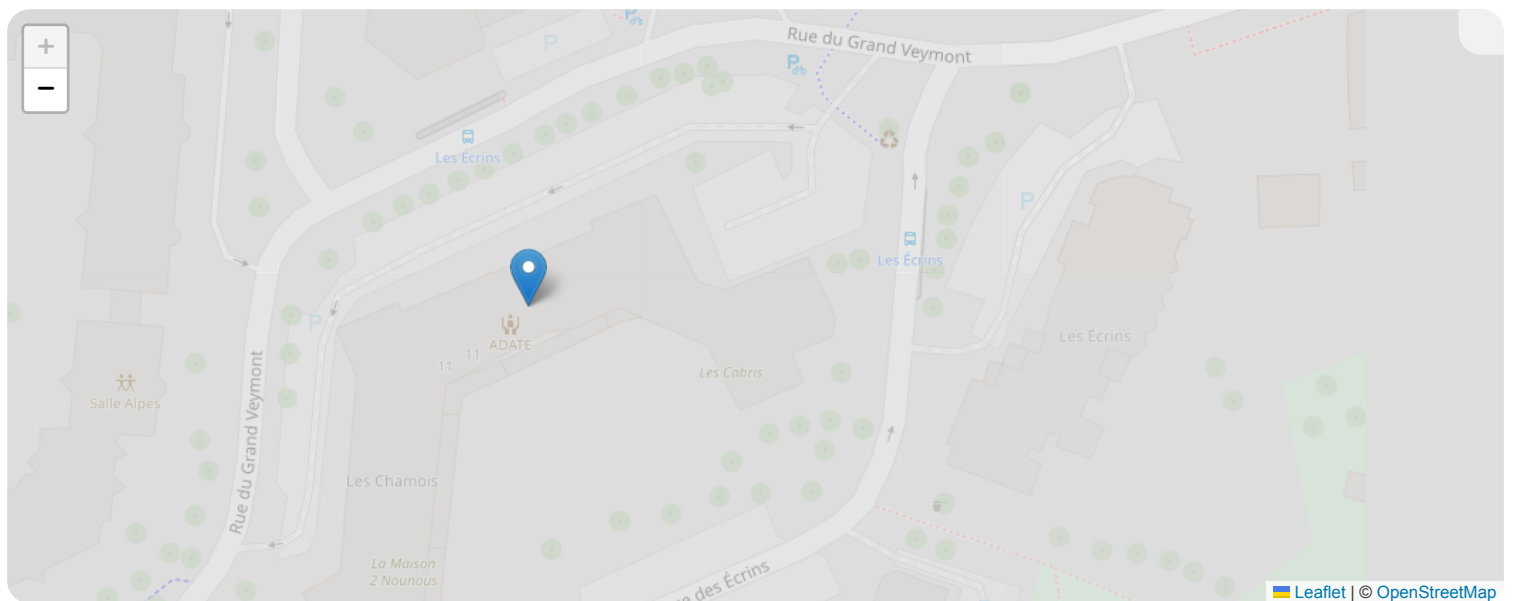 +
−
Rue du Grand Veymont
P
P
P
Les Écrins
Les Écrins
P
P
ADATE
11
11
Les Écrins
Les Cabris
Salle Alpes
Rue du Grand Veymont
Les Chamois
La Maison
2 Nounous
e des Écrins
Leaflet | © OpenStreetMap